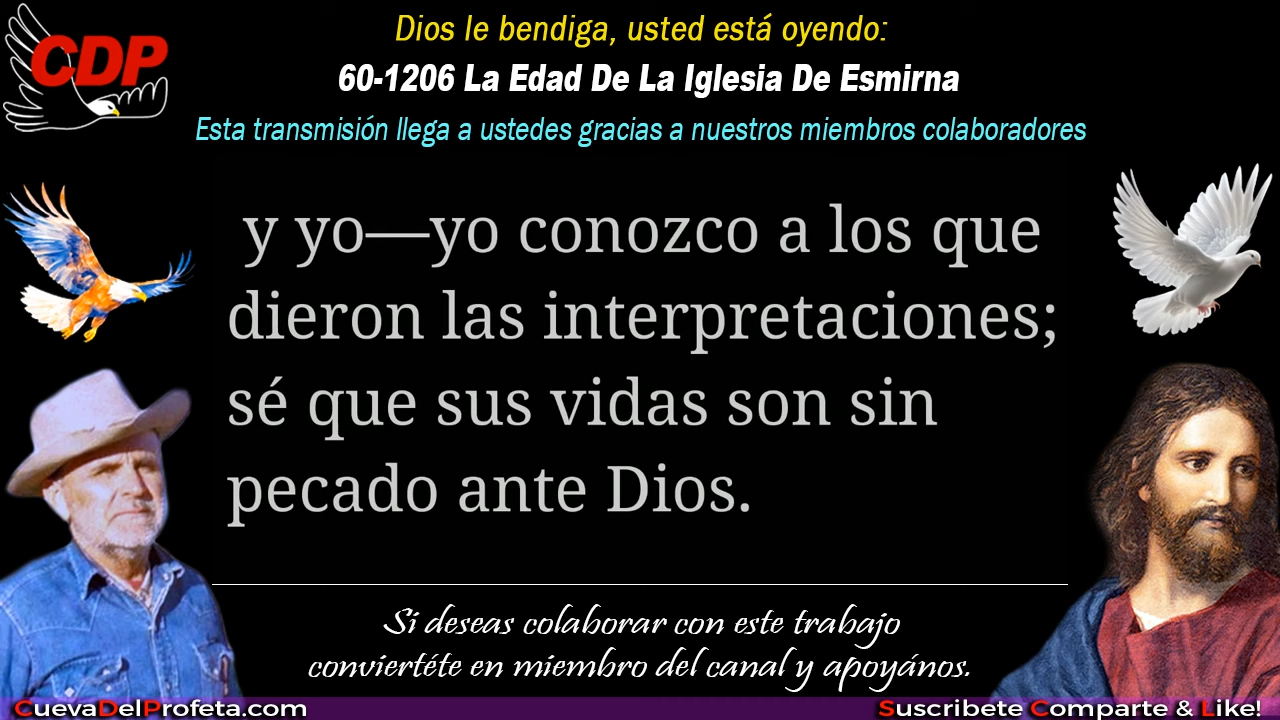 CDP
Dios le bendiga, usted está oyendo:
60-1206 La Edad De La Iglesia De Esmirna
Esta transmisión llega a ustedes gracias a nuestros miembros colaboradores
y yo—yo conozco a los que
dieron las interpretaciones;
sé que sus vidas son sin
pecado ante Dios.
Si deseas colaborar con este trabajo
conviertéte en miembro del canal y apoyános.
CuevaDelProfeta.com
Suscribete Comparte & Like!